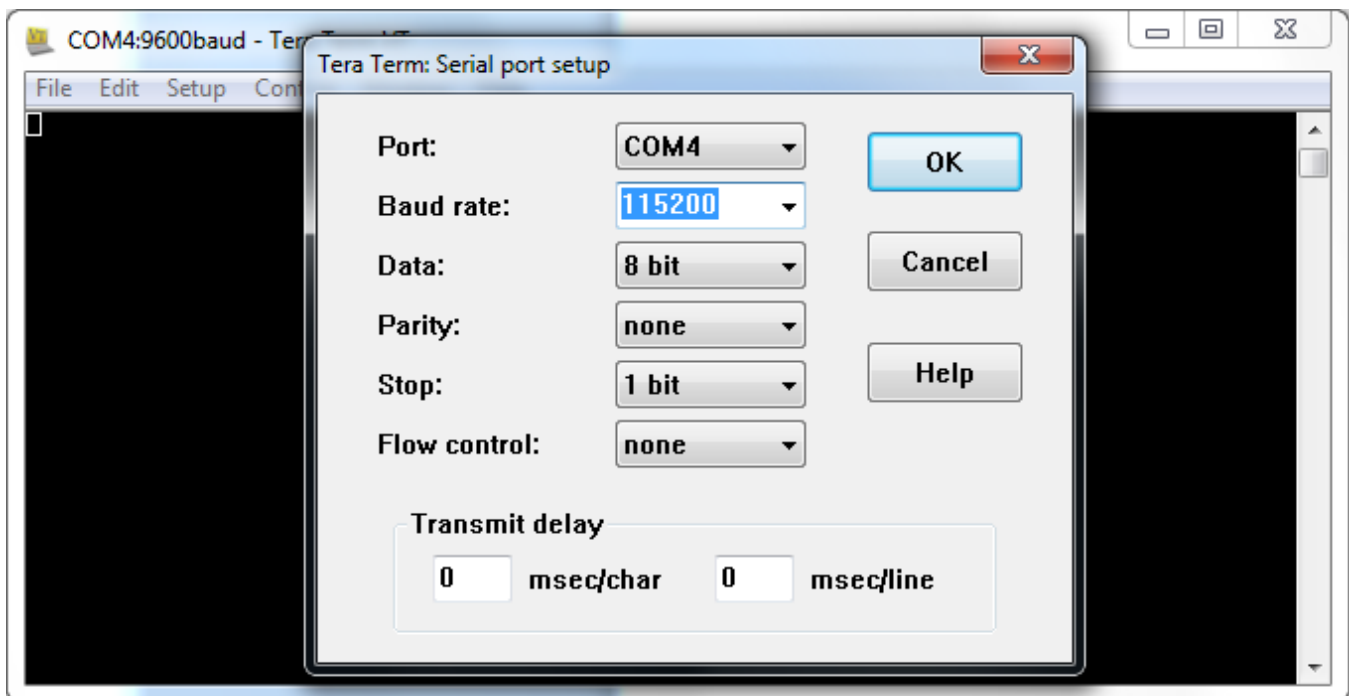 COM4:9600baud - Ter
Tera Term: Serial port setup
File Edit Setup Con
Port: COM4 OK
Baud rate: 115200
Data: 8 bit Cancel
Parity: none
Stop: 1 bit Help
Flow control: none
Transmit delay
0 msec/char 0 msec/line